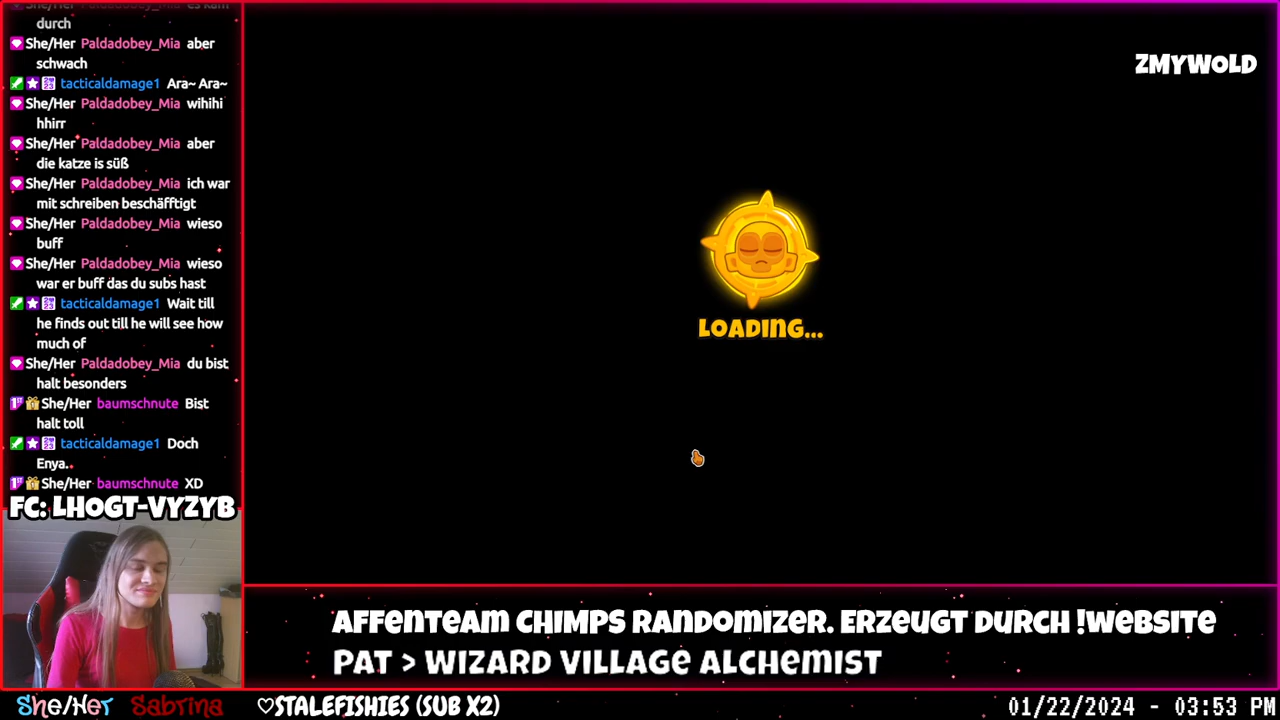 She/Her Paldadobey_Mia es kam
durch
She/Her Paldadobey_Mia aber
schwach
tacticaldamage1 Ara~ Ara~
She/Her Paldadobey_Mia wihihi
hhirr
She/Her Paldadobey_Mia aber
die katze is süß
She/Her Paldadobey_Mia ich war
mit schreiben beschäfftigt
She/Her Paldadobey_Mia wieso
buff
She/Her Paldadobey_Mia wieso
war er buff das du subs hast
tacticaldamage1 Wait till
he finds out till he will see how
much of
She/Her Paldadobey_Mia du bist
halt besonders
She/Her baumschnute Bist
halt toll
tacticaldamage1 Doch
Enya.
She/Her baumschnute XD
FC: LHOGT-VYZYB
ZMYWOLD
LOADING...
AFFENTEAM CHIMPS RANDOMIZER. ERZEUGT DURCH !WEBSITE
PAT > WIZARD VILLAGE ALCHEMIST
She/Her Sabrina
♡STALEFISHIES (SUB X2)
01/22/2024 - 03:53 PM